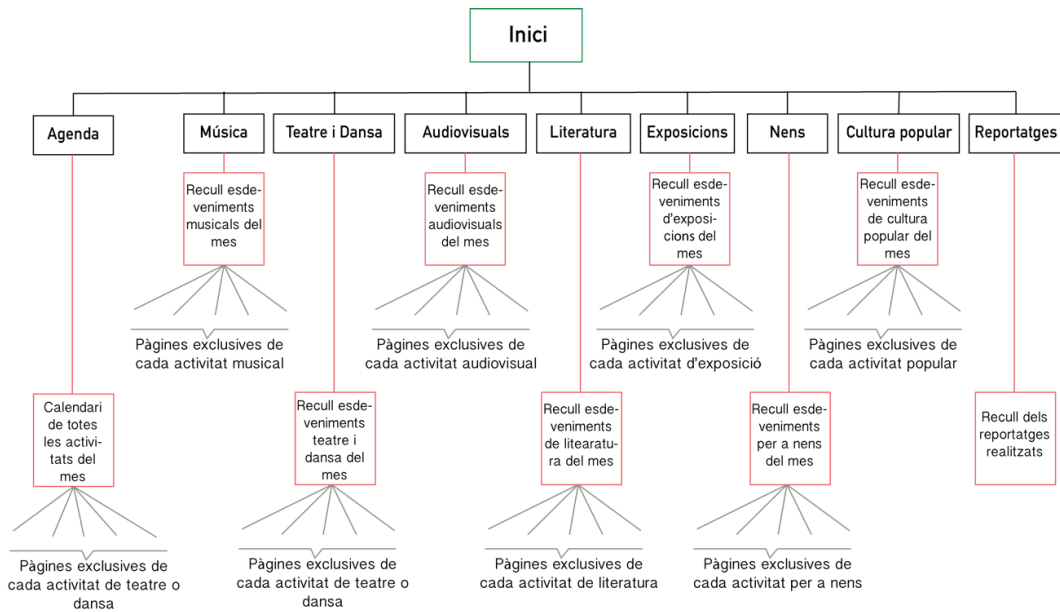 Inici
Agenda
Música
Teatre i Dansa
Audiovisuals
Literatura
Exposicions
Nens
Cultura popular
Reportatges
Recull esde-
veniments
musicals del
mes
Recull esde-
veniments
audiovisuals
del mes
Recull esde-
veniments
d'exposi-
cions del
mes
Recull esde-
veniments
de cultura
popular del
mes
Pàgines exclusives de
cada activitat musical
Pàgines exclusives de
cada activitat audiovisual
Pàgines exclusives de
cada activitat d'exposició
Pàgines exclusives de
cada activitat popular
Calendari
de totes
les activi-
tats del
mes
Recull esde-
veniments
teatre i
dansa del
mes
Recull esde-
veniments
de litearatu-
ra del mes
Recull esde-
veniments
per a nens
del mes
Recull dels
reportatges
realitzats
Pàgines exclusives de
cada activitat de teatre o
dansa
Pàgines exclusives de
cada activitat de teatre o
dansa
Pàgines exclusives de
cada activitat de literatura
Pàgines exclusives de
cada activitat per a nens